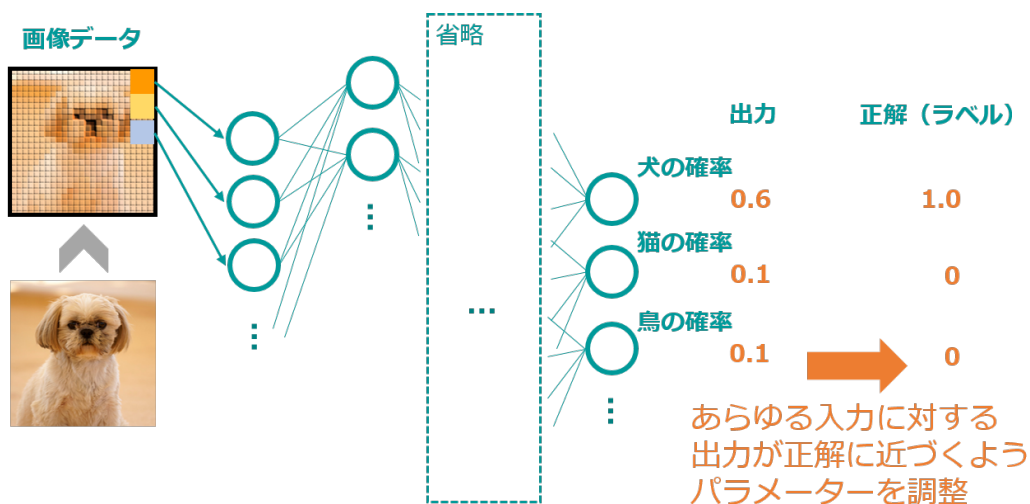 画像データ
省略
出力
正解（ラベル）
犬の確率
0.6
1.0
猫の確率
0.1
0
鳥の確率
0.1
0
…
あらゆる入力に対する
出力が正解に近づくよう
パラメーターを調整